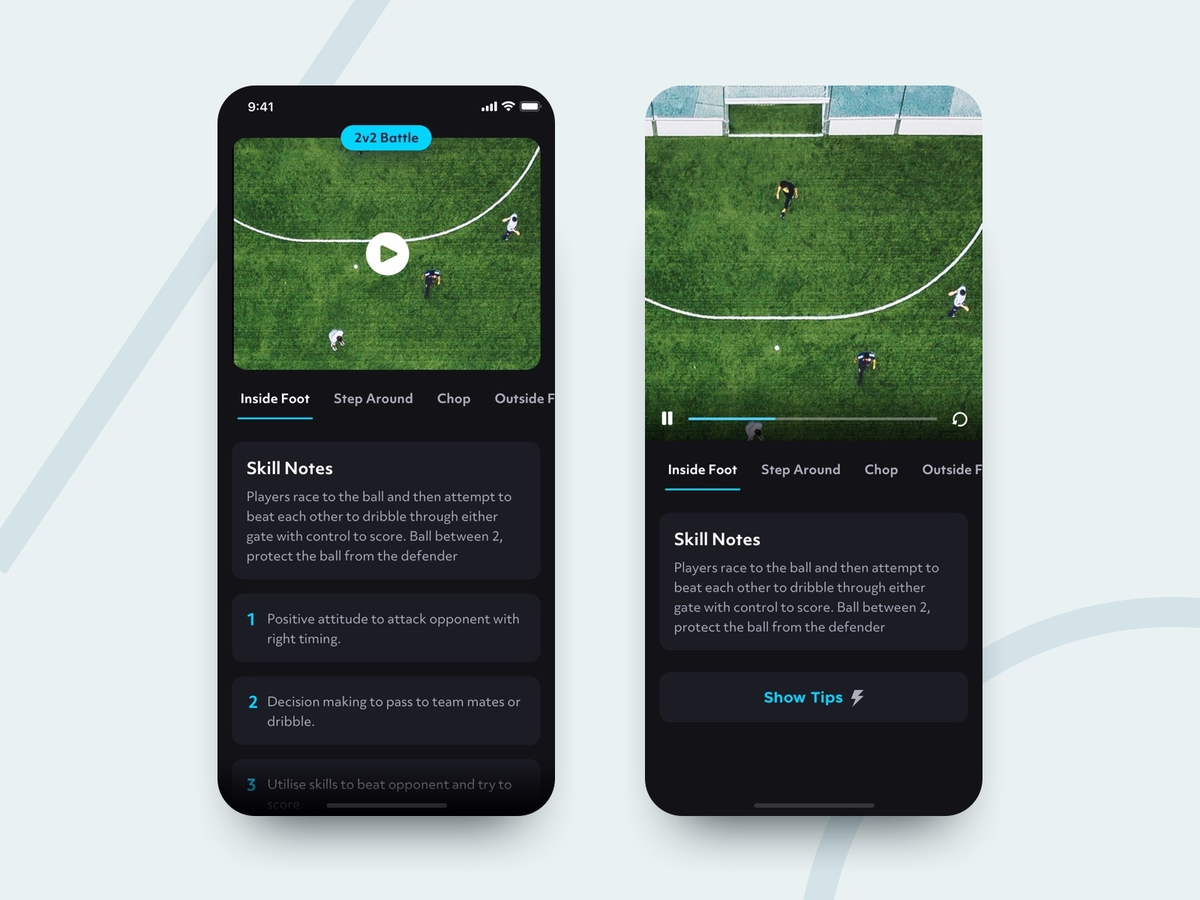 9:41
2v2 Battle
Inside Foot Step Around Chop Outside F
Skill Notes
Players race to the ball and then attempt to
beat each other to dribble through either
gate with control to score. Ball between 2,
protect the ball from the defender
1 Positive attitude to attack opponent with
right timing.
2 Decision making to pass to team mates or
dribble.
3 Utilise skills to beat opponent and try to
score.
Inside Foot Step Around Chop Outside F
Skill Notes
Players race to the ball and then attempt to
beat each other to dribble through either
gate with control to score. Ball between 2,
protect the ball from the defender
Show Tips